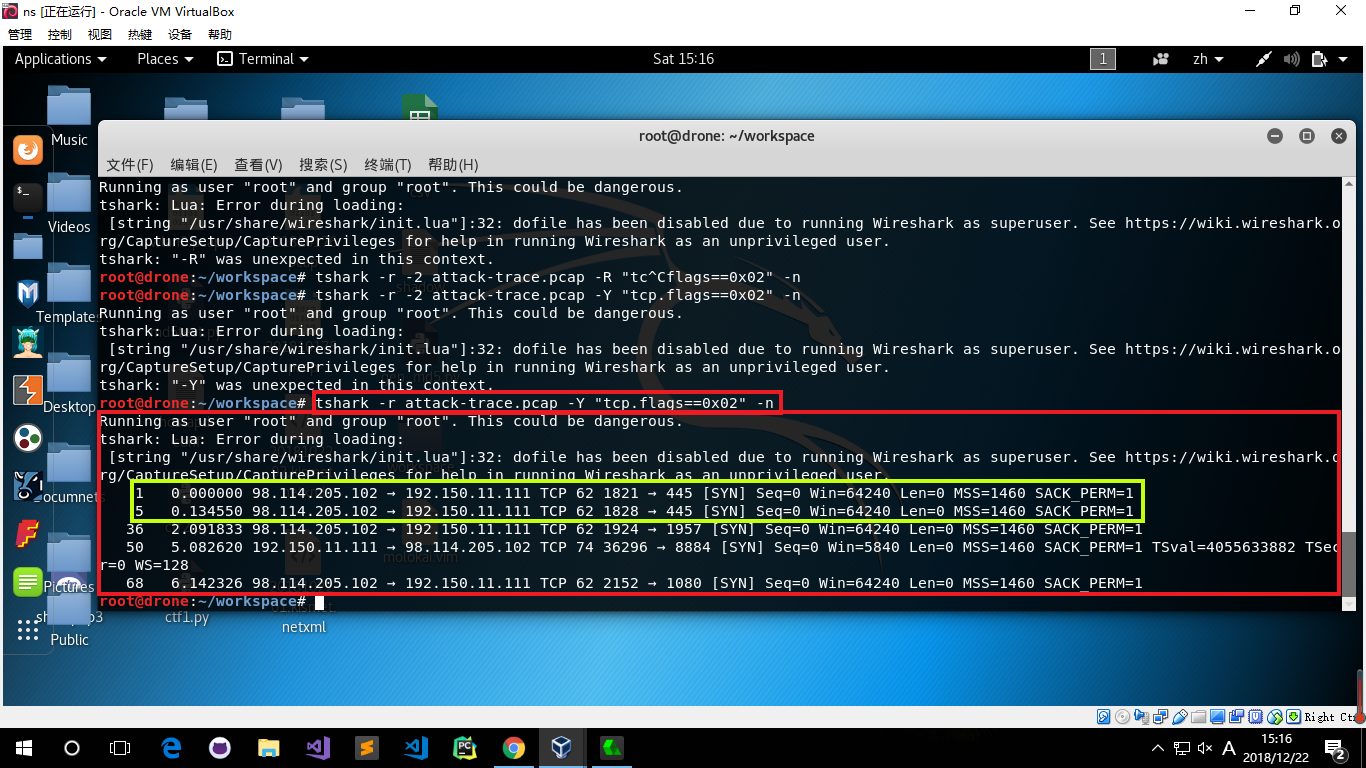 ns [正在运行] - Oracle VM VirtualBox
管理 控制 视图 热键 设备 帮助
Applications Places Terminal Sat 15:16 1 zh
Music
Videos
Templates
Desktop
Pictures
Public
ctf1.py
netxml
root@drone: ~/workspace
文件(F) 编辑(E) 查看(V) 搜索(S) 终端(T) 帮助(H)
Running as user "root" and group "root". This could be dangerous.
tshark: Lua: Error during loading:
[string "/usr/share/wireshark/init.lua"]:32: dofile has been disabled due to running Wireshark as superuser. See https://wiki.wireshark.o
rg/CaptureSetup/CapturePrivileges for help in running Wireshark as an unprivileged user.
tshark: "-R" was unexpected in this context.
root@drone:~/workspace# tshark -r -2 attack-trace.pcap -R "tc^Cflags==0x02" -n
root@drone:~/workspace# tshark -r -2 attack-trace.pcap -Y "tcp.flags==0x02" -n
Running as user "root" and group "root". This could be dangerous.
tshark: Lua: Error during loading:
[string "/usr/share/wireshark/init.lua"]:32: dofile has been disabled due to running Wireshark as superuser. See https://wiki.wireshark.o
rg/CaptureSetup/CapturePrivileges for help in running Wireshark as an unprivileged user.
tshark: "-Y" was unexpected in this context.
root@drone:~/workspace# tshark -r attack-trace.pcap -Y "tcp.flags==0x02" -n
Running as user "root" and group "root". This could be dangerous.
tshark: Lua: Error during loading:
[string "/usr/share/wireshark/init.lua"]:32: dofile has been disabled due to running Wireshark as superuser. See https://wiki.wireshark.o
rg/CaptureSetup/CapturePrivileges for help in running Wireshark as an unprivileged user.
1 0.000000 98.114.205.102 → 192.150.11.111 TCP 62 1821 → 445 [SYN] Seq=0 Win=64240 Len=0 MSS=1460 SACK_PERM=1
5 0.134550 98.114.205.102 → 192.150.11.111 TCP 62 1828 → 445 [SYN] Seq=0 Win=64240 Len=0 MSS=1460 SACK_PERM=1
36 2.091833 98.114.205.102 → 192.150.11.111 TCP 62 1924 → 1957 [SYN] Seq=0 Win=64240 Len=0 MSS=1460 SACK_PERM=1
50 5.082620 192.150.11.111 → 98.114.205.102 TCP 74 36296 → 8884 [SYN] Seq=0 Win=5840 Len=0 MSS=1460 SACK_PERM=1 TSval=4055633882 TSec
r=0 WS=128
68 6.142326 98.114.205.102 → 192.150.11.111 TCP 62 2152 → 1080 [SYN] Seq=0 Win=64240 Len=0 MSS=1460 SACK_PERM=1
root@drone:~/workspace#
Right Ctrl
A
15:16
2018/12/22
2